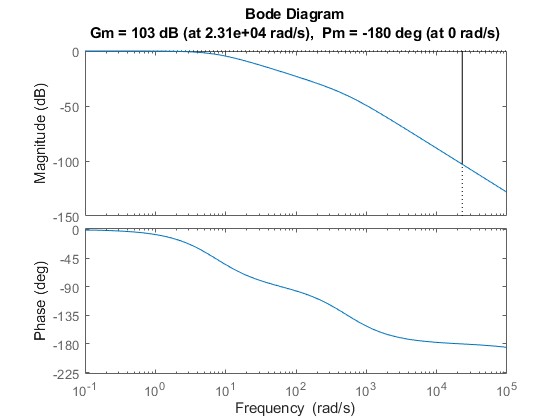 Bode Diagram
Gm = 103 dB (at 2.31e+04 rad/s),  Pm = -180 deg (at 0 rad/s)
Magnitude (dB)
0
-50
-100
-150
Phase (deg)
0
-45
-90
-135
-180
-225
10^-1 10^0 10^1 10^2 10^3 10^4 10^5
Frequency  (rad/s)